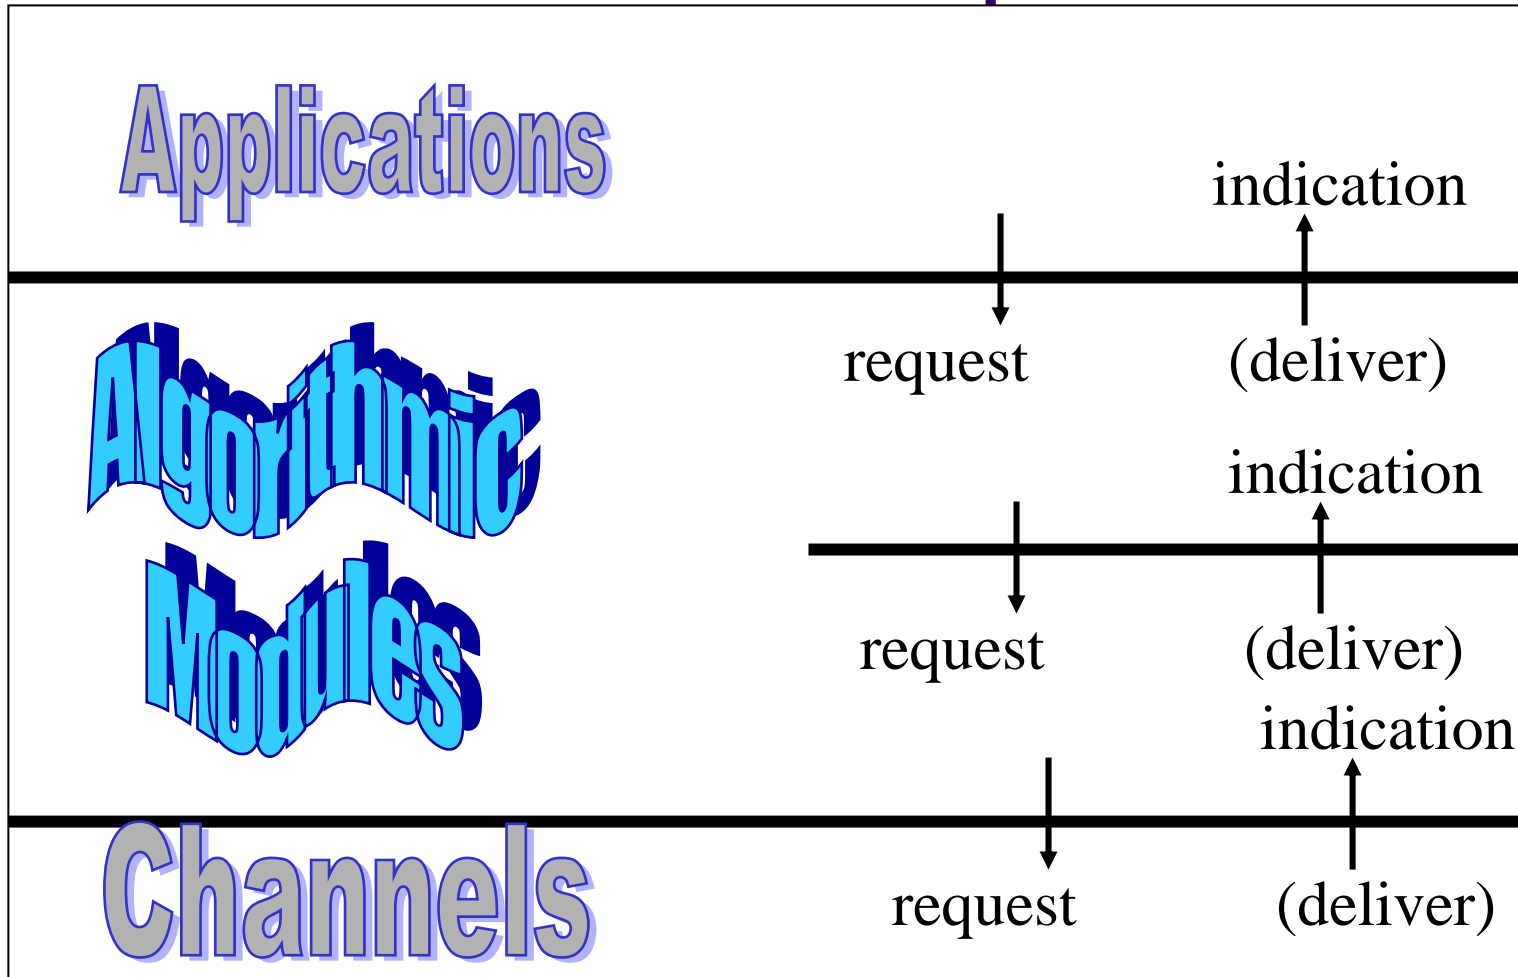 Applications
indication
request
(deliver)
Algorithmic
indication
Modules
request
(deliver)
indication
Channels
request
(deliver)